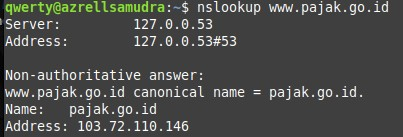 qwerty@azrellsamudra:~$ nslookup www.pajak.go.id
Server: 127.0.0.53
Address: 127.0.0.53#53

Non-authoritative answer:
www.pajak.go.id canonical name = pajak.go.id.
Name: pajak.go.id
Address: 103.72.110.146